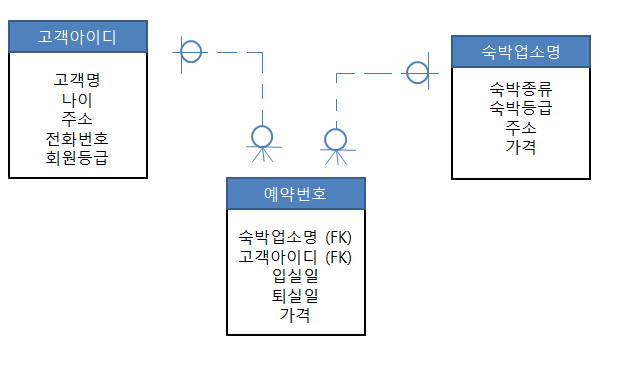 고객아이디
고객명
나이
주소
전화번호
회원등급
숙박업소명
숙박종류
숙박등급
주소
가격
예약번호
숙박업소명 (FK)
고객아이디 (FK)
입실일
퇴실일
가격